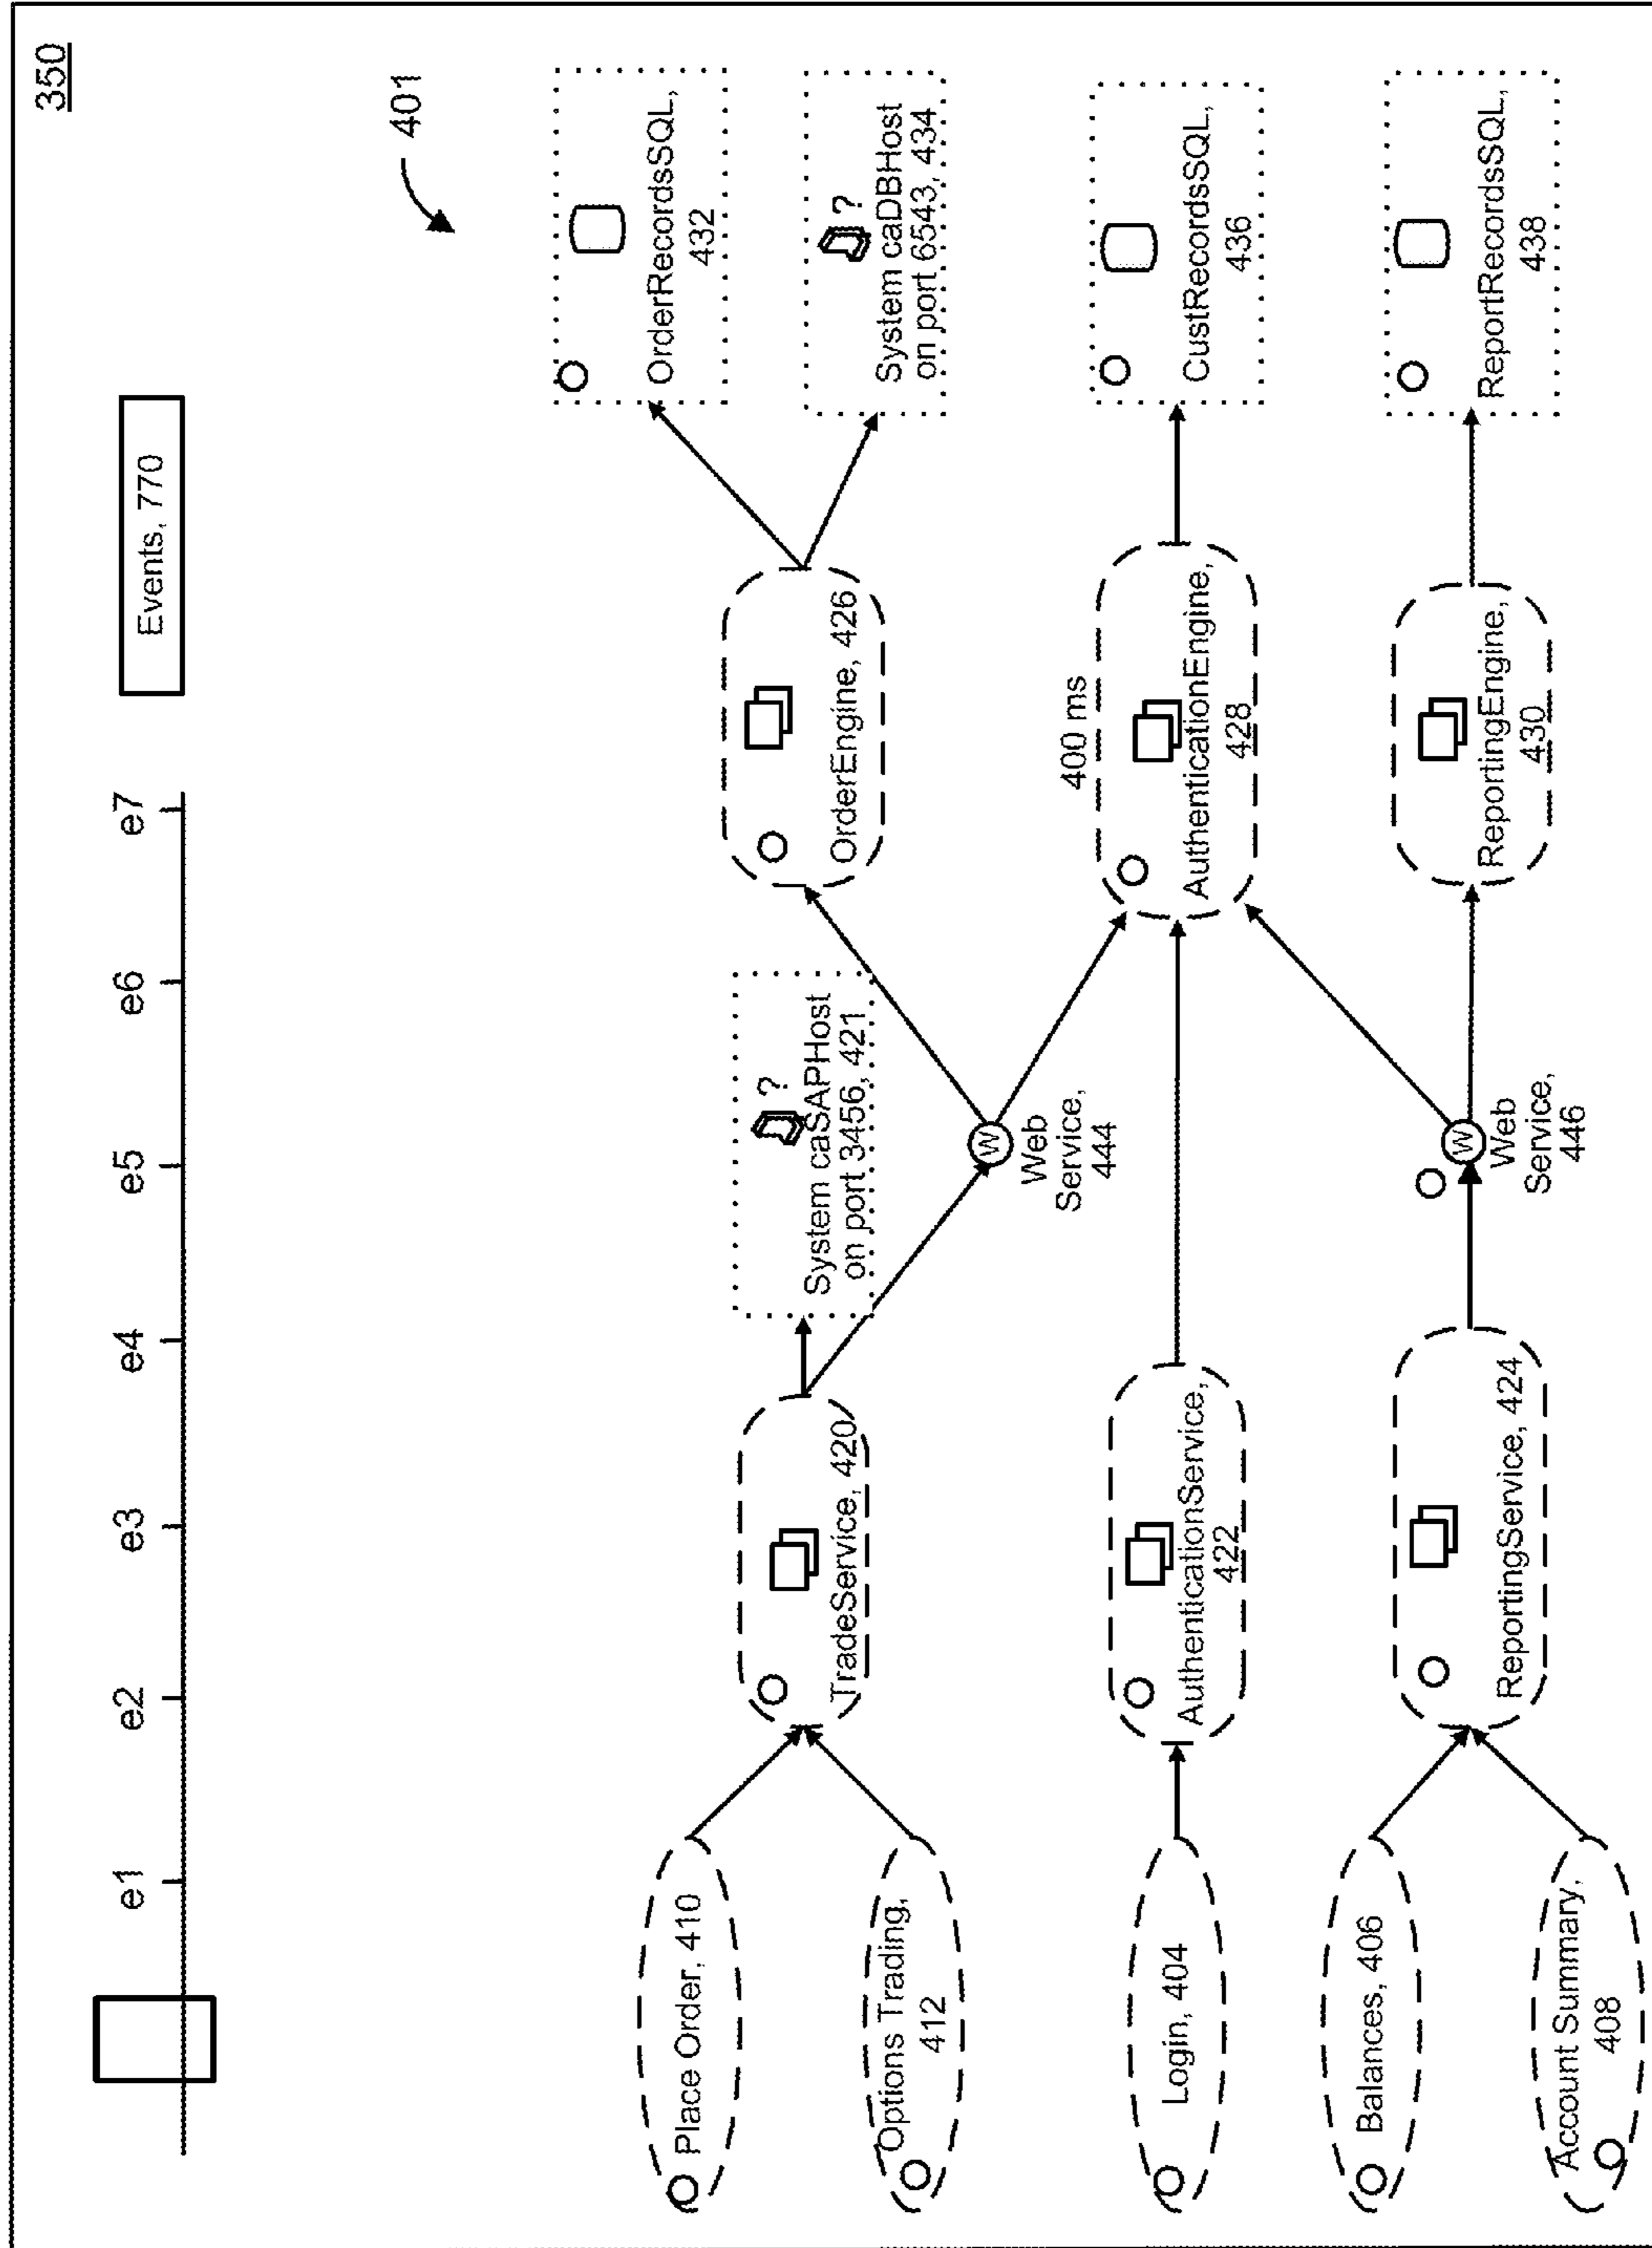 350
Events, 770
e1 e2 e3 e4 e5 e6 e7
401
Place Order, 410
Options Trading,
412
Login, 404
Balances, 406
Account Summary,
408
TradeService, 420
AuthenticationService,
422
ReportingService, 424
?
System caSAPHost
on port 3456, 421
W
Web
Service,
444
W
Web
Service,
446
OrderEngine, 426
400 ms
AuthenticationEngine,
428
ReportingEngine,
430
OrderRecordsSQL,
432
?
System caDBHost
on port 6543, 434
CustRecordsSQL,
436
ReportRecordsSQL,
438